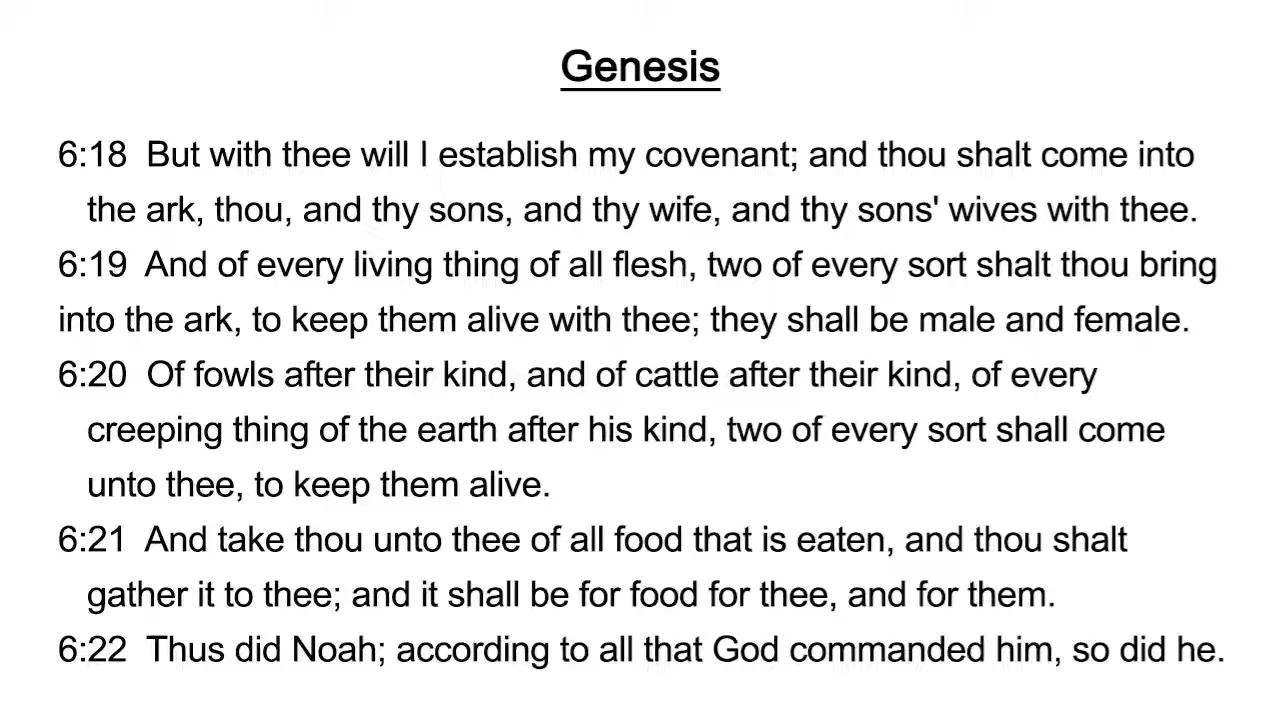 Genesis
6:18 But with thee will I establish my covenant; and thou shalt come into
the ark, thou, and thy sons, and thy wife, and thy sons' wives with thee.
6:19 And of every living thing of all flesh, two of every sort shalt thou bring
into the ark, to keep them alive with thee; they shall be male and female.
6:20 Of fowls after their kind, and of cattle after their kind, of every
creeping thing of the earth after his kind, two of every sort shall come
unto thee, to keep them alive.
6:21 And take thou unto thee of all food that is eaten, and thou shalt
gather it to thee; and it shall be for food for thee, and for them.
6:22 Thus did Noah; according to all that God commanded him, so did he.